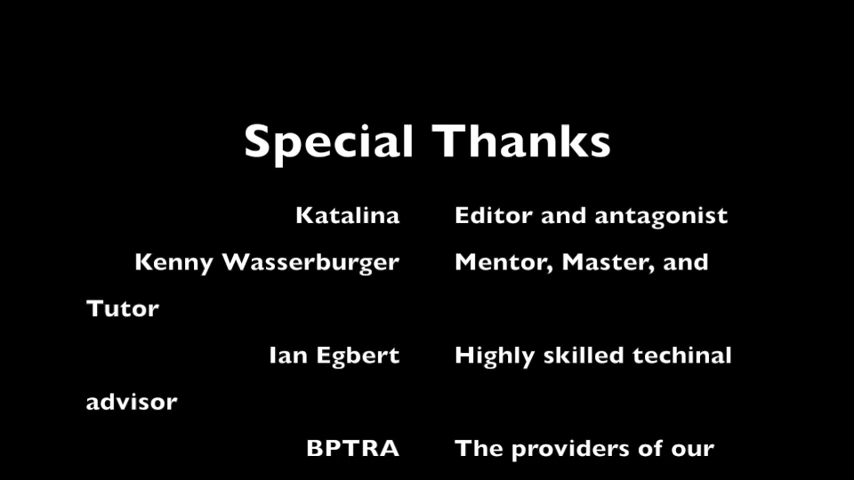 Special Thanks
Katalina Editor and antagonist
Kenny Wasserburger Mentor, Master, and
Tutor
Ian Egbert Highly skilled techinal
advisor
BPTRA The providers of our